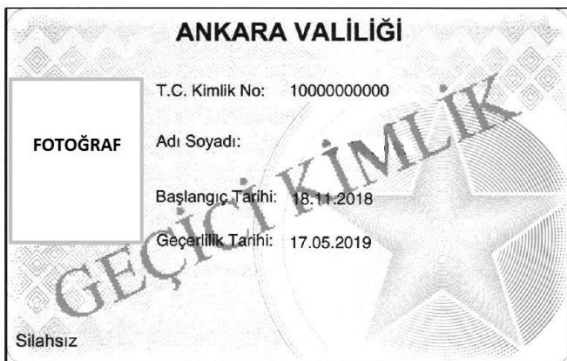 ANKARA VALİLİĞİ
T.C. Kimlik No: 10000000000
FOTOĞRAF
Adı Soyadı:
Başlangıç Tarihi: 18.11.2018
Geçerlilik Tarihi: 17.05.2019
GEÇİCİ KİMLİK
Silahsız